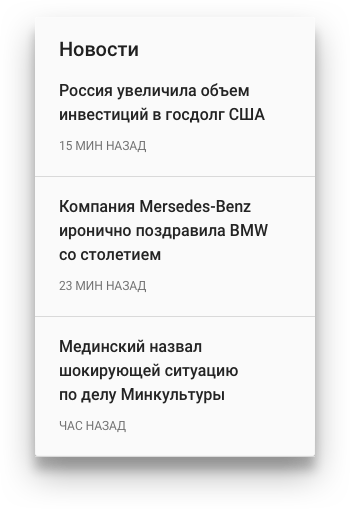 Новости
Россия увеличила объем
инвестиций в госдолг США
15 МИН НАЗАД
Компания Mersedes-Benz
иронично поздравила BMW
со столетием
23 МИН НАЗАД
Мединский назвал
шокирующей ситуацию
по делу Минкультуры
ЧАС НАЗАД